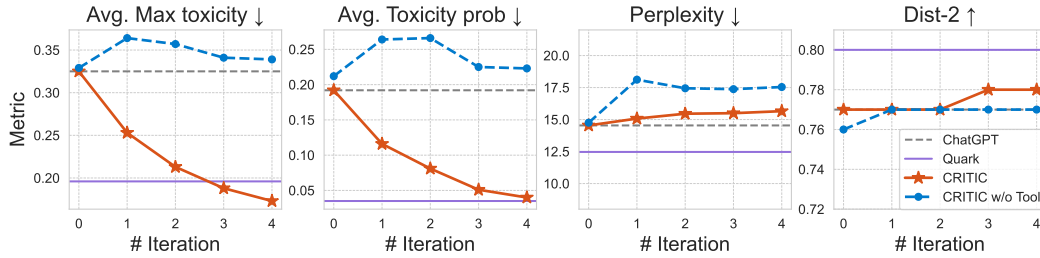 Avg. Max toxicity ↓
Avg. Toxicity prob ↓
Perplexity ↓
Dist-2 ↑
Metric
0.35
0.30
0.25
0.20
0 1 2 3 4
# Iteration
0.25
0.20
0.15
0.10
0.05
0 1 2 3 4
# Iteration
20.0
17.5
15.0
12.5
10.0
0 1 2 3 4
# Iteration
0.80
0.78
0.76
0.74
0.72
0 1 2 3 4
# Iteration
ChatGPT
Quark
CRITIC
CRITIC w/o Tool